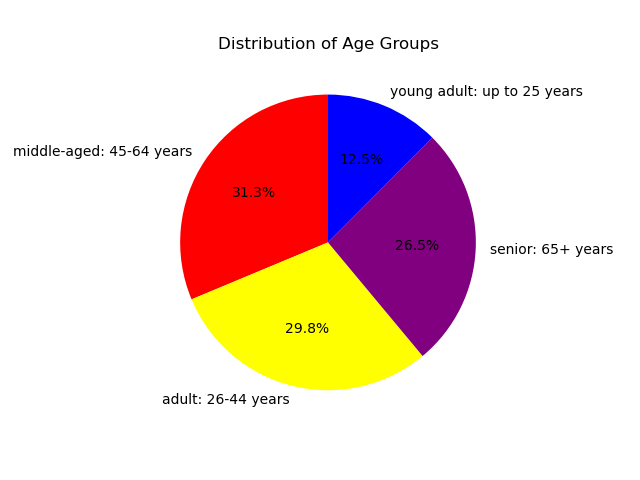 Distribution of Age Groups
young adult: up to 25 years
middle-aged: 45-64 years
12.5%
31.3%
26.5%
senior: 65+ years
29.8%
adult: 26-44 years